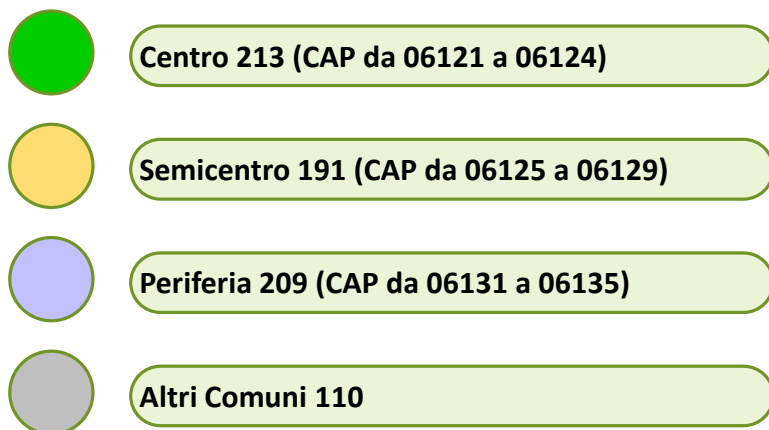 Centro 213 (CAP da 06121 a 06124)
Semicentro 191 (CAP da 06125 a 06129)
Periferia 209 (CAP da 06131 a 06135)
Altri Comuni 110